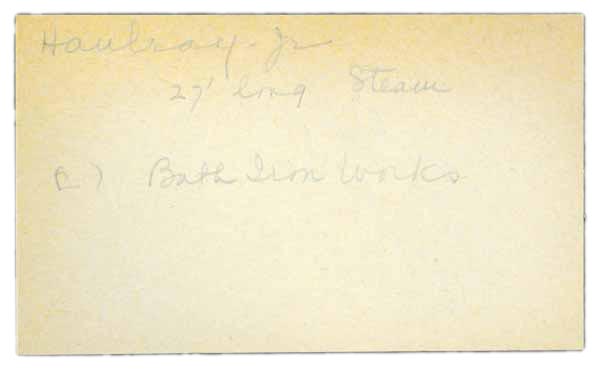 Jr
27' long Steam
Bath Iron Works